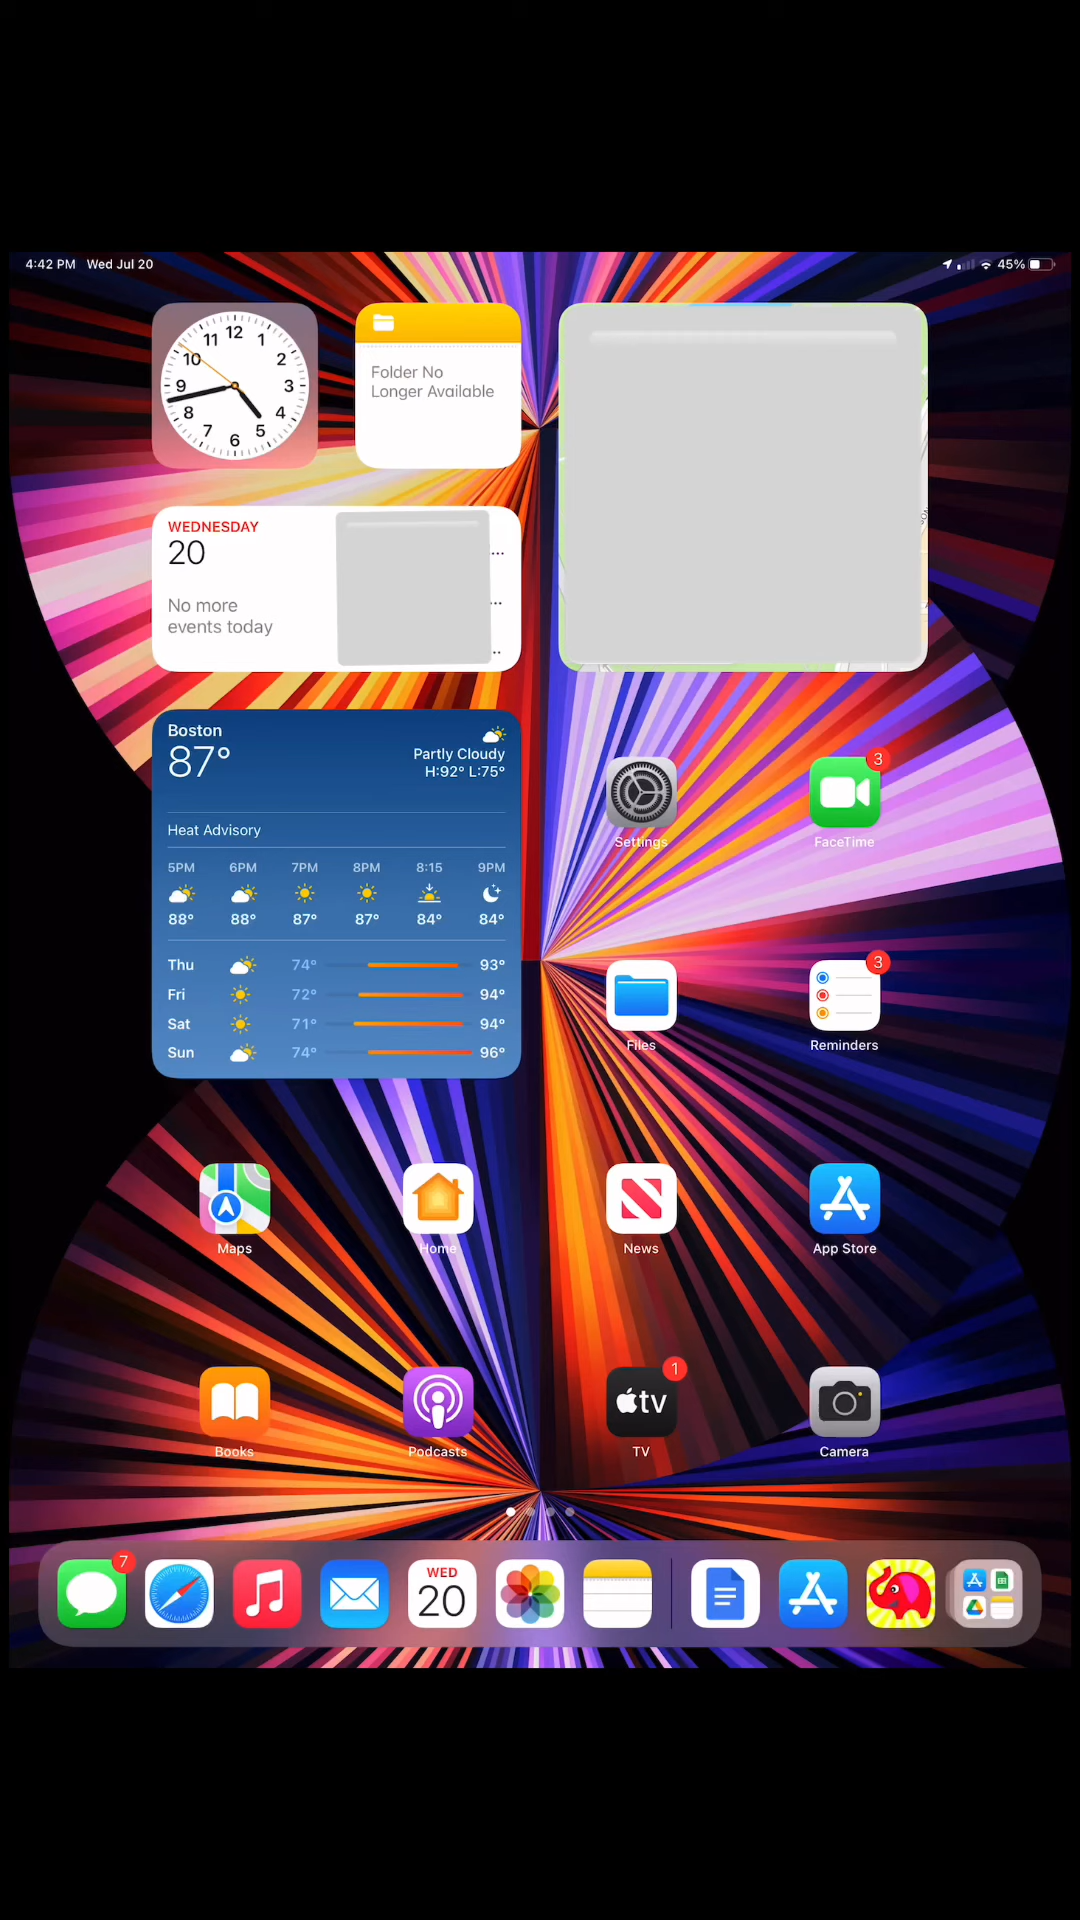 4:42 PM Wed Jul 20
45%
12
11 1
10 2
9 3
8 4
7 5
6
Folder No
Longer Available
WEDNESDAY
20
...
...
..
No more
events today
Boston
87°
Partly Cloudy
H:92° L:75°
Heat Advisory
5PM 6PM 7PM 8PM 8:15 9PM
88° 88° 87° 87° 84° 84°
Thu 74° 93°
Fri 72° 94°
Sat 71° 94°
Sun 74° 96°
3
Settings FaceTime
3
Files Reminders
Maps Home News App Store
1
tv
Books Podcasts TV Camera
7
WED
20